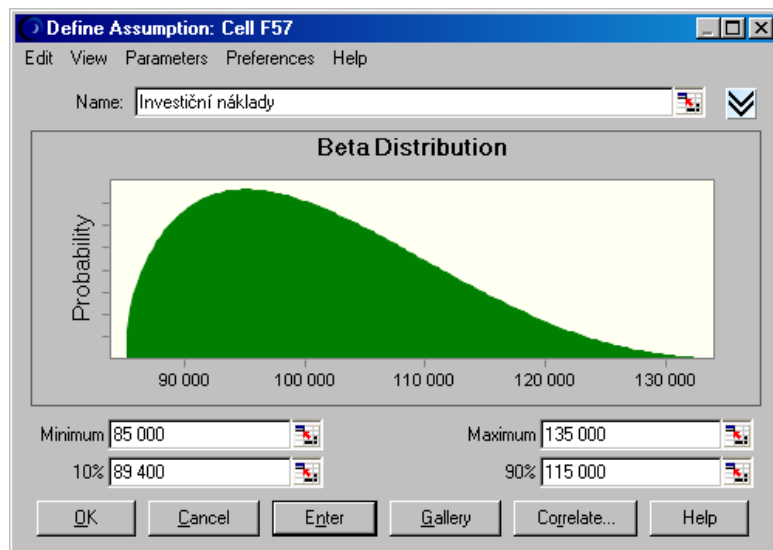 Define Assumption: Cell F57
Edit View Parameters Preferences Help
Name: Investiční náklady
Beta Distribution
Probability
90 000 100 000 110 000 120 000 130 000
Minimum 85 000 Maximum 135 000
10% 89 400 90% 115 000
OK Cancel Enter Gallery Correlate... Help